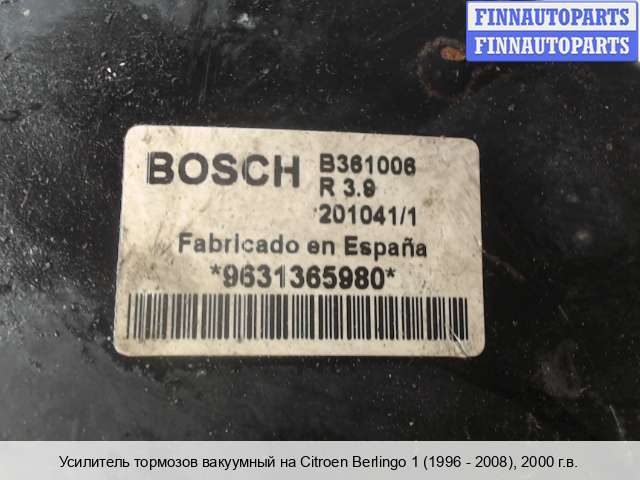 FINNAUTOPARTS
FINNAUTOPARTS
BOSCH B361006
R 3.9
201041/1
Fabricado en España
*9631365980*
Усилитель тормозов вакуумный на Citroen Berlingo 1 (1996 - 2008), 2000 г.в.